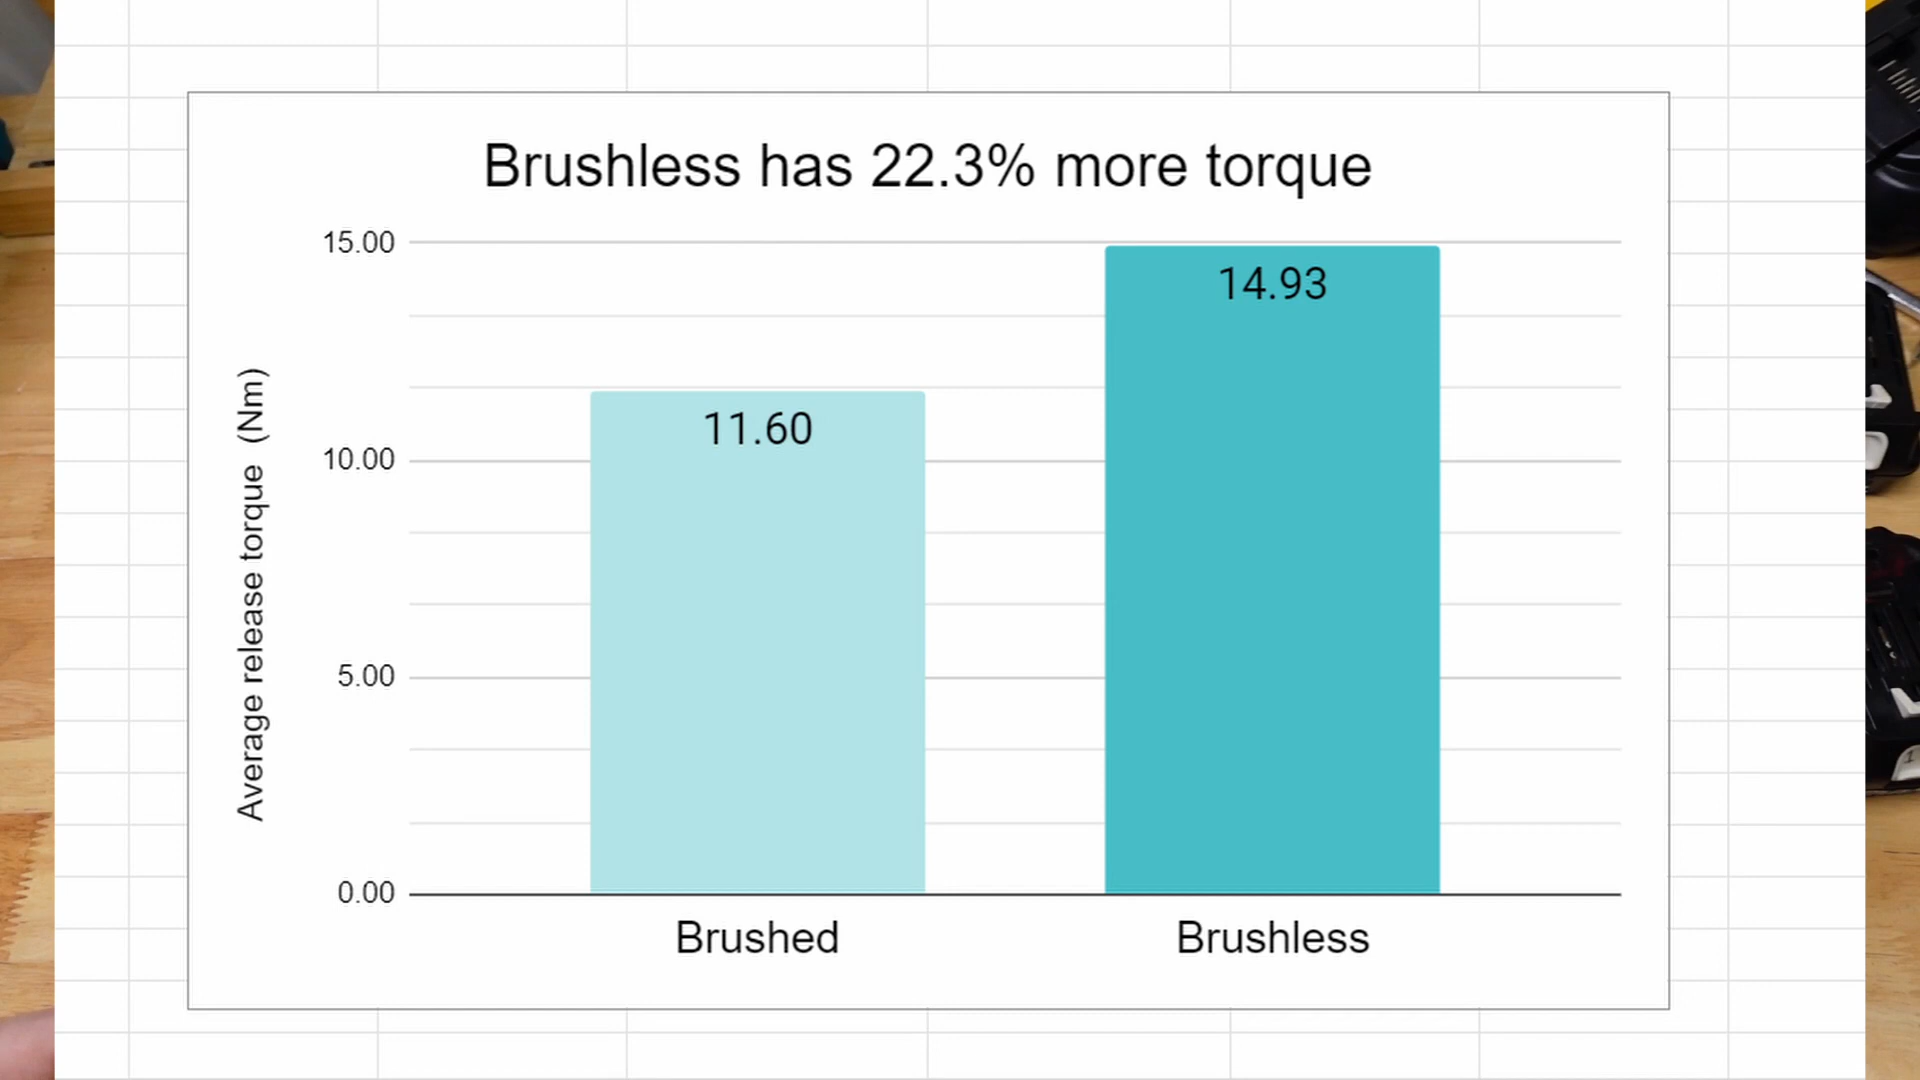 Brushless has 22.3% more torque
15.00
14.93
11.60
10.00
5.00
0.00
Average release torque (Nm)
Brushed
Brushless
1